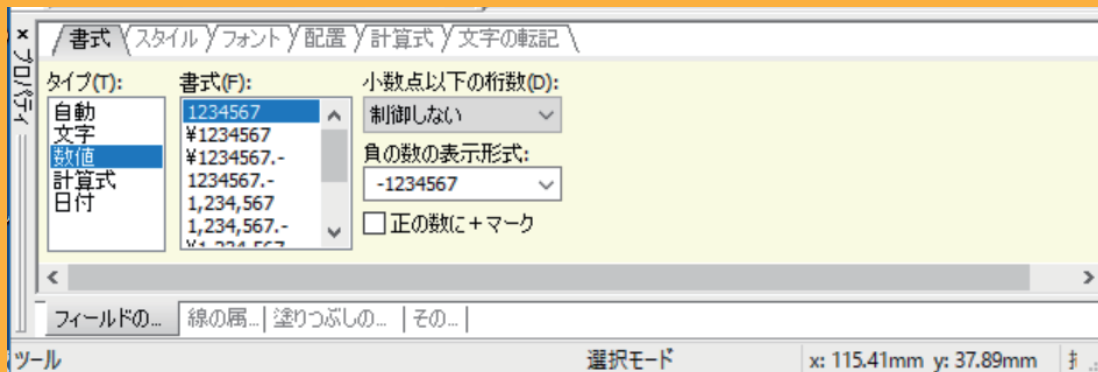 × プロパティ
書式 スタイル フォント 配置 計算式 文字の転記
タイプ(T): 書式(F): 小数点以下の桁数(D):
自動
文字
数値
計算式
日付
1234567
¥1234567
¥1234567.-
1234567.-
1,234,567
1,234,567.-
¥1,234,567
制御しない
負の数の表示形式:
-1234567
正の数に+マーク
フィールドの... 線の属... 塗りつぶしの... その...
ツール 選択モード x: 115.41mm y: 37.89mm